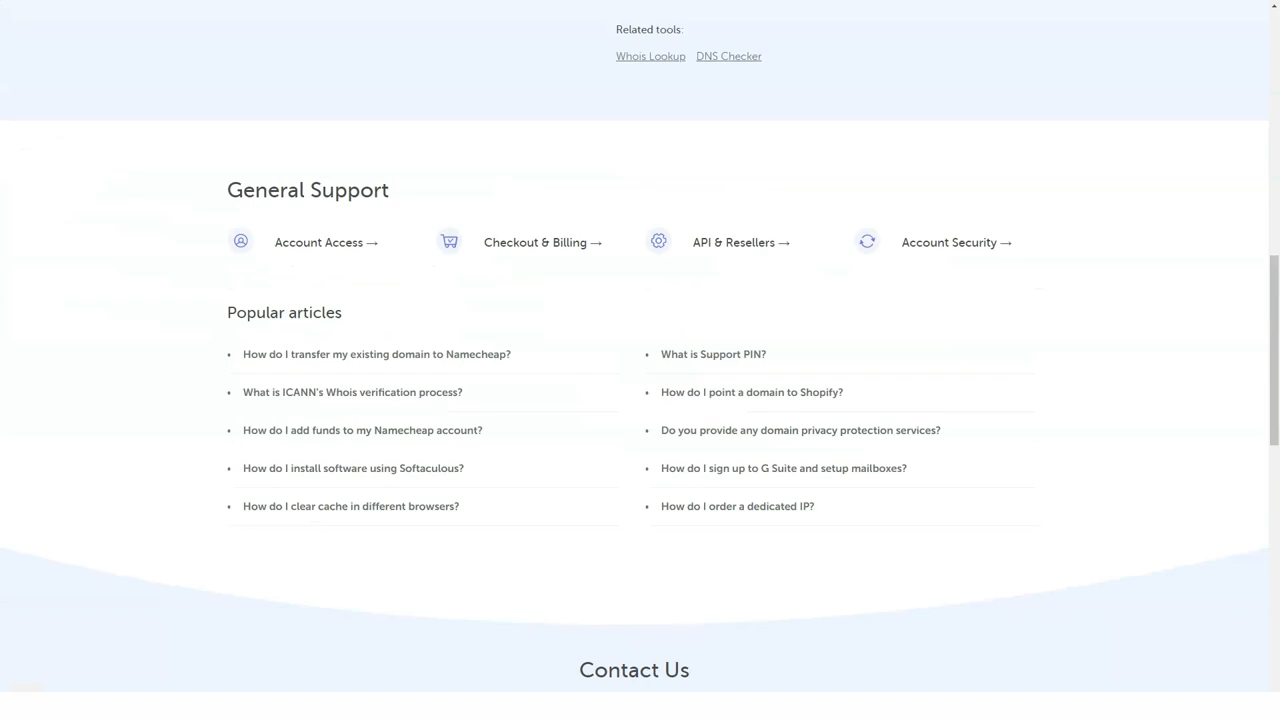 Related tools:
Whois Lookup DNS Checker
General Support
Account Access → Checkout & Billing → API & Resellers → Account Security →
Popular articles
How do I transfer my existing domain to Namecheap?
What is ICANN's Whois verification process?
How do I add funds to my Namecheap account?
How do I install software using Softaculous?
How do I clear cache in different browsers?
What is Support PIN?
How do I point a domain to Shopify?
Do you provide any domain privacy protection services?
How do I sign up to G Suite and setup mailboxes?
How do I order a dedicated IP?
Contact Us